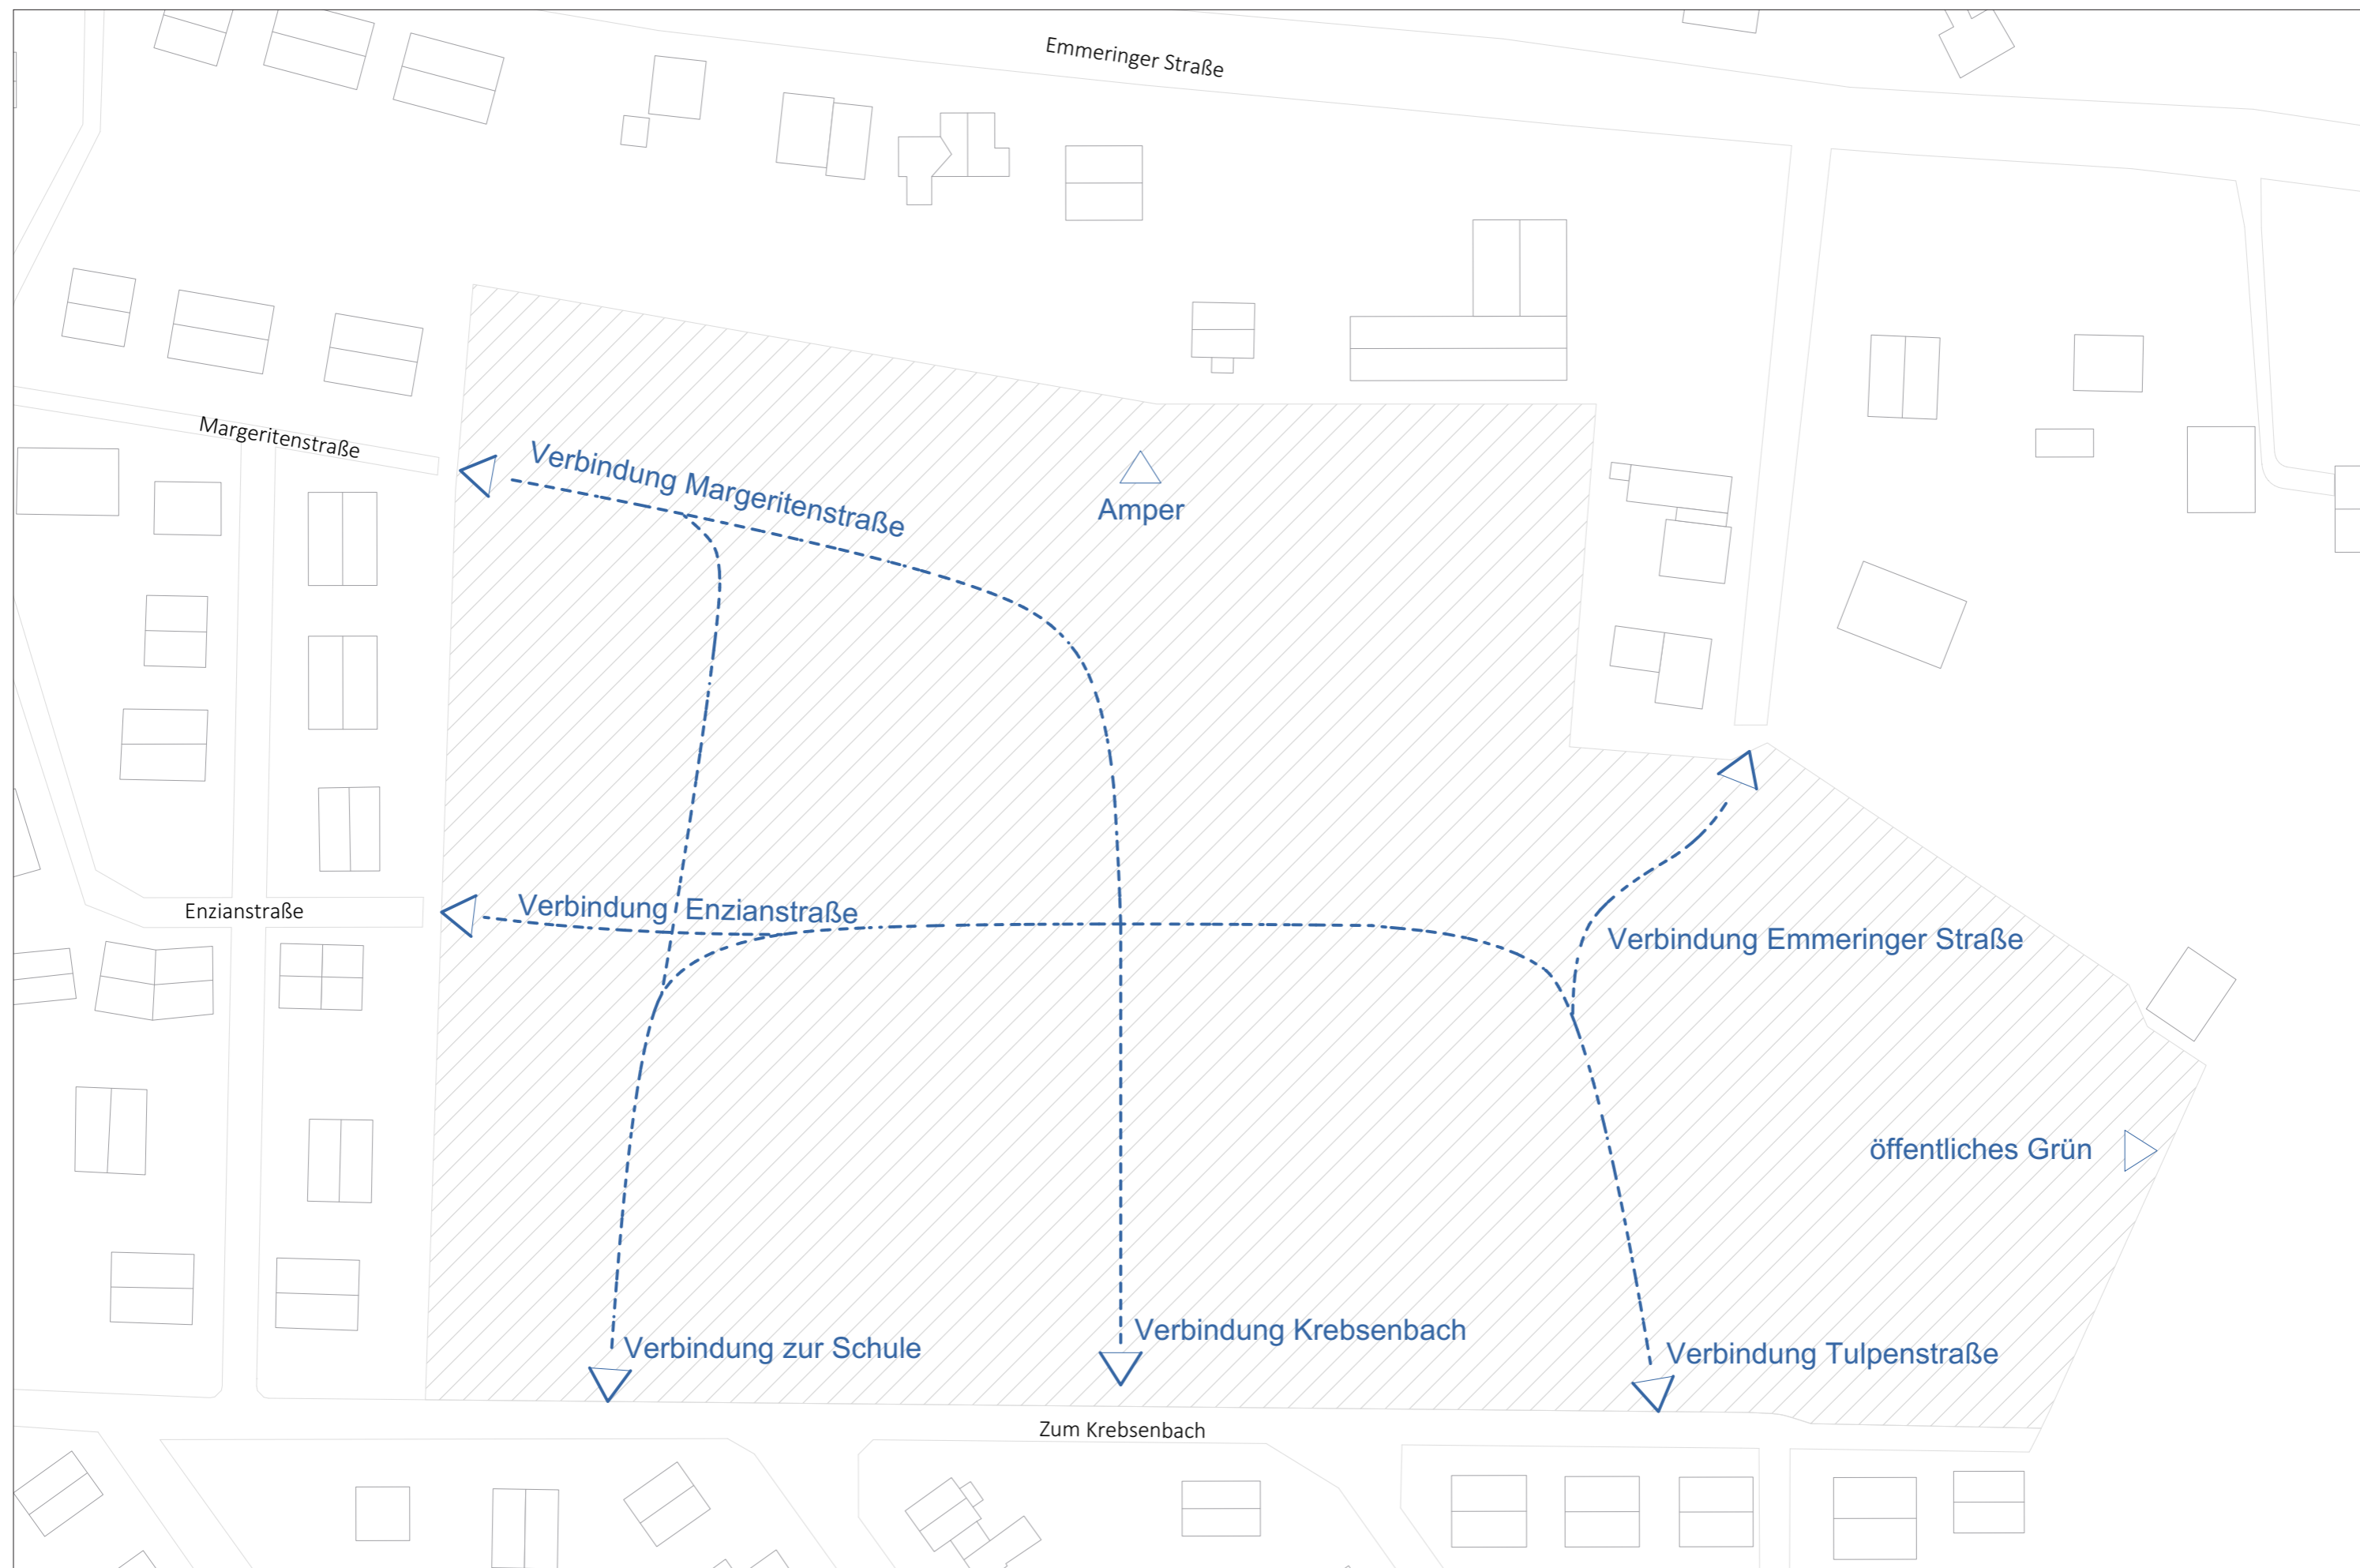 Emmeringer Straße
Margeritenstraße
Verbindung Margeritenstraße
Amper
Enzianstraße
Verbindung Enzianstraße
Verbindung Emmeringer Straße
öffentliches Grün
Verbindung zur Schule
Verbindung Krebsenbach
Verbindung Tulpenstraße
Zum Krebsenbach